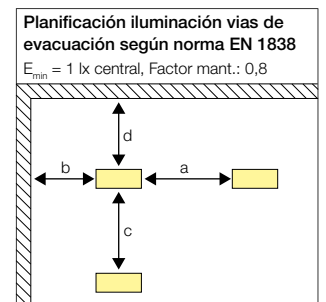 Planificación iluminación vias de
evacuación según norma EN 1838
Emin = 1 lx central, Factor mant.: 0,8
d
b
a
c